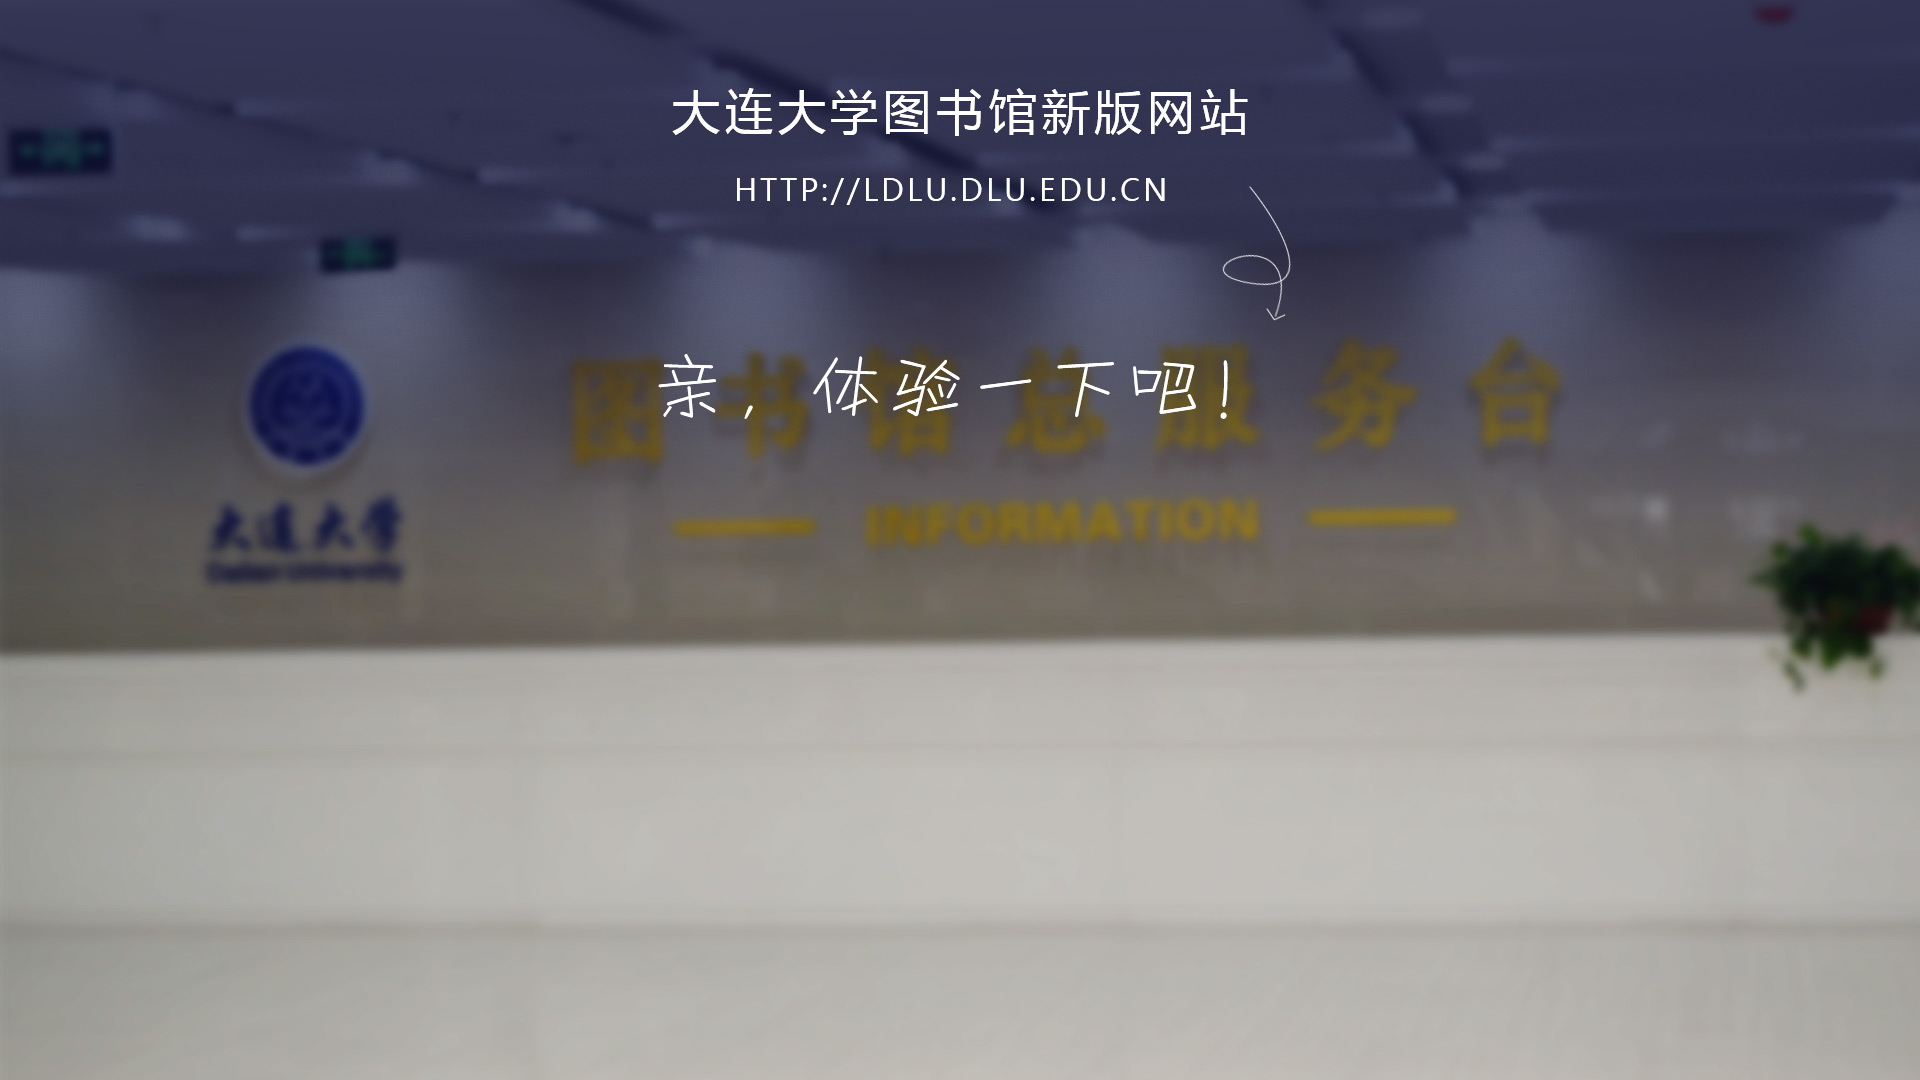 大连大学图书馆新版网站
HTTP://LDLU.DLU.EDU.CN
亲，体验一下吧！
图书馆总服务台
INFORMATION
大连大学
Dalian University